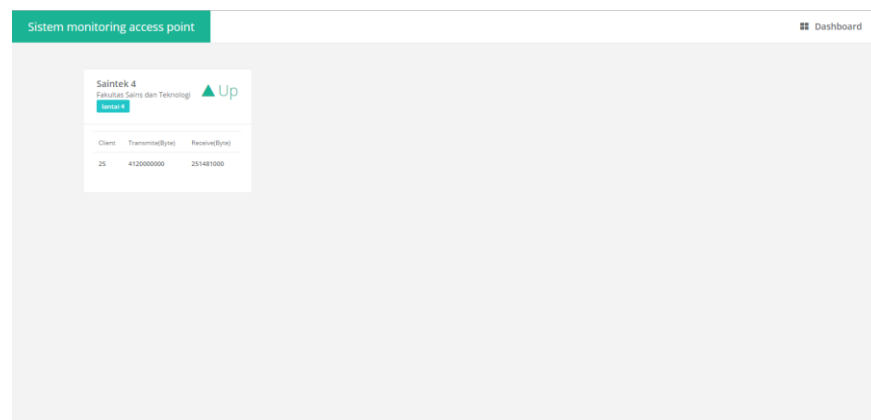 Sistem monitoring access point
Dashboard
Saintek 4
Fakultas Sains dan Teknologi
lantai 4
Up
Client Transmite(Byte) Receive(Byte)
25 4120000000 251481000